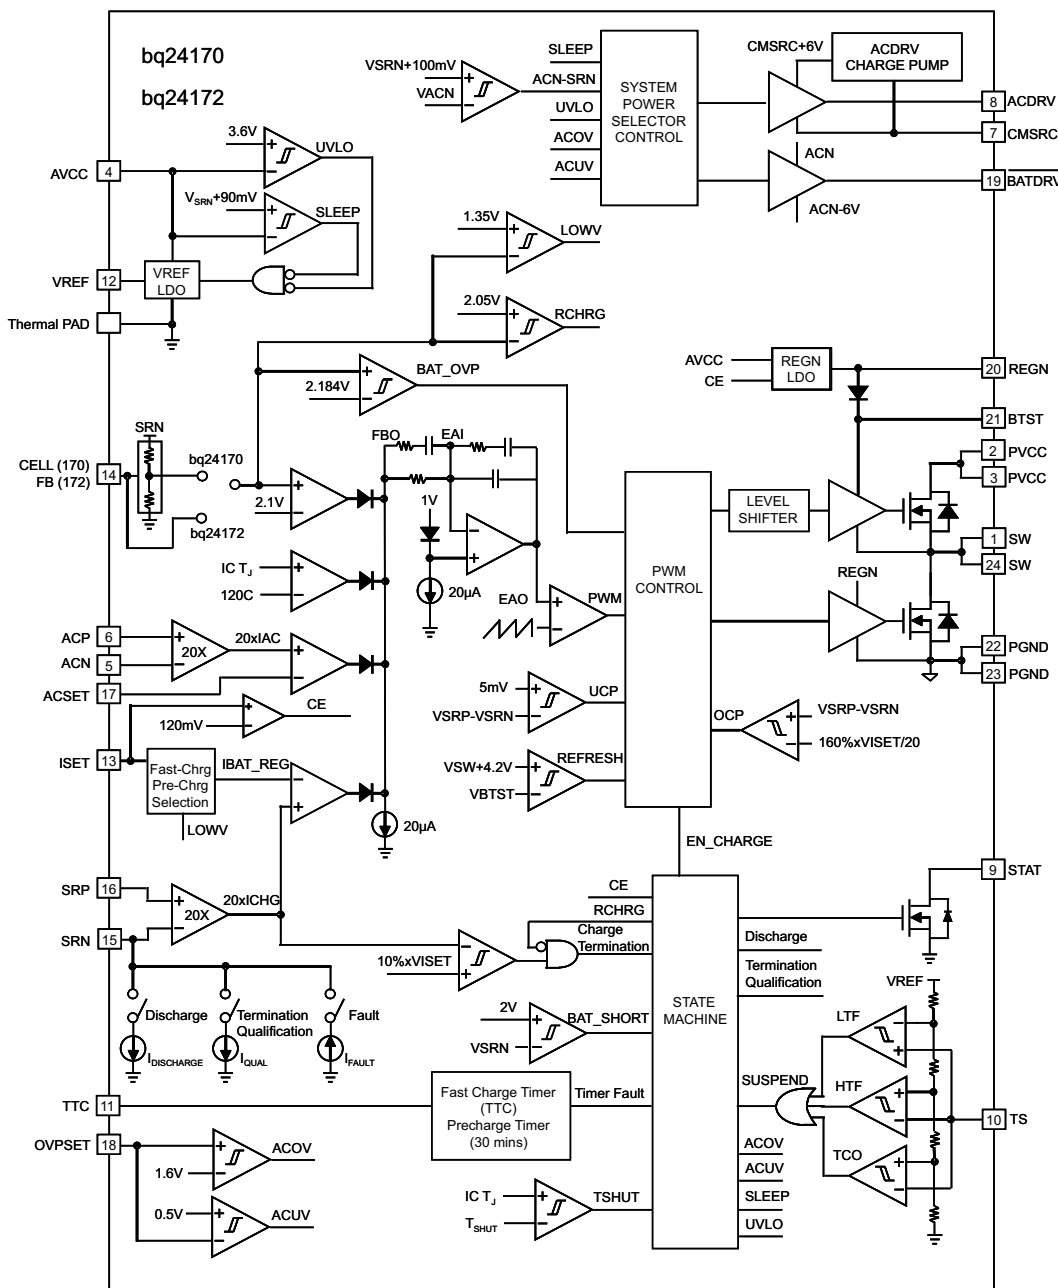 bq24170
bq24172
VSRN+100mV
VACN
SLEEP
ACN-SRN
UVLO
ACOV
ACUV
SYSTEM
POWER
SELECTOR
CONTROL
CMSRC+6V
ACDRV
CHARGE PUMP
8 ACDRV
7 CMSRC
ACN
19 BATDRV
ACN-6V
3.6V
UVLO
AVCC 4
VSRN+90mV
SLEEP
VREF 12
VREF
LDO
Thermal PAD
1.35V
LOWV
2.05V
RCHRG
BAT_OVP
2.184V
AVCC
CE
REGN
LDO
20 REGN
21 BTST
2 PVCC
3 PVCC
1 SW
24 SW
22 PGND
23 PGND
SRN
CELL (170)
FB (172)
14
bq24170
bq24172
2.1V
FBO
EAI
1V
20µA
IC TJ
120C
EAO
PWM
PWM
CONTROL
LEVEL
SHIFTER
REGN
ACP 6
ACN 5
20X
20xIAC
ACSET 17
120mV
CE
ISET 13
Fast-Chrg
Pre-Chrg
Selection
IBAT_REG
LOWV
20µA
5mV
VSRP-VSRN
UCP
VSW+4.2V
VBTST
REFRESH
OCP
VSRP-VSRN
160%xVISET/20
EN_CHARGE
SRP 16
SRN 15
20X
20xICHG
10%xVISET
CE
RCHRG
Charge
Termination
STATE
MACHINE
9 STAT
Discharge
Termination
Qualification
Discharge
Termination
Qualification
Fault
IDISCHARGE
IQUAL
IFAULT
2V
VSRN
BAT_SHORT
VREF
LTF
HTF
TCO
SUSPEND
10 TS
TTC 11
Fast Charge Timer
(TTC)
Precharge Timer
(30 mins)
Timer Fault
OVPSET 18
1.6V
ACOV
0.5V
ACUV
IC TJ
TSHUT
TSHUT
ACOV
ACUV
SLEEP
UVLO